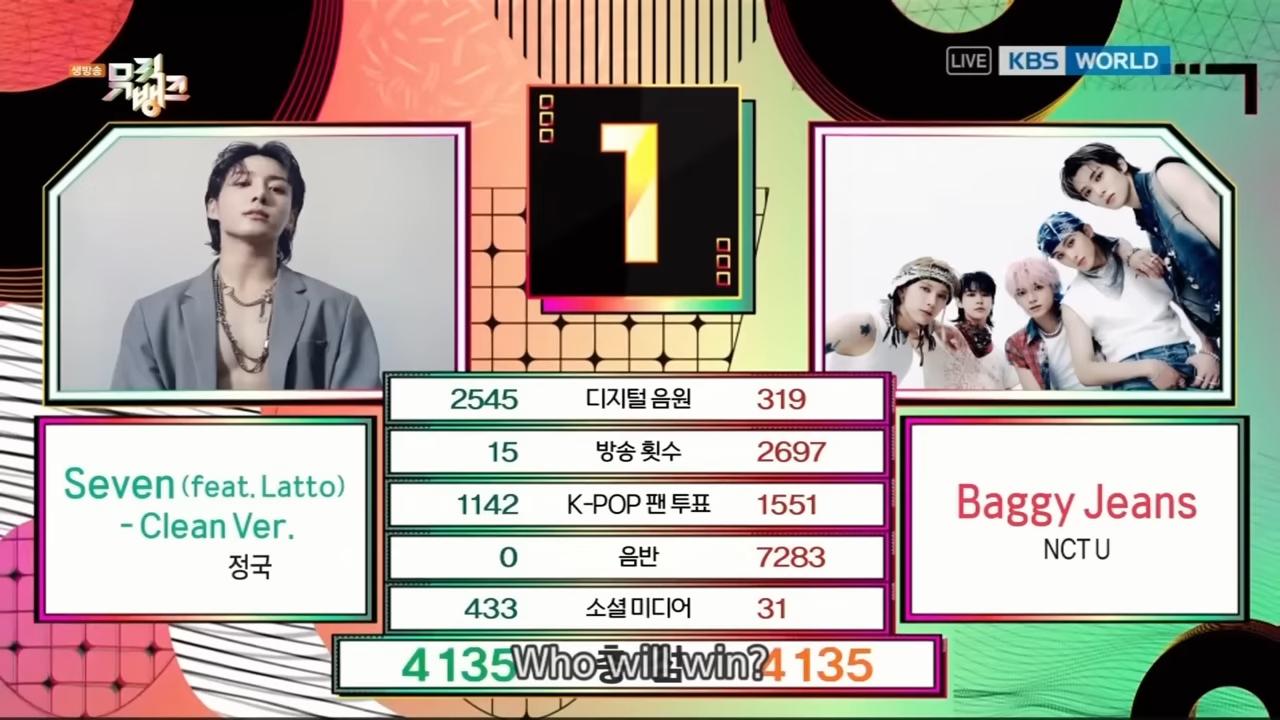 생방송 뮤직뱅크
LIVE KBS WORLD
1
2545 디지털 음원 319
15 방송 횟수 2697
1142 K-POP 팬 투표 1551
0 음반 7283
433 소셜 미디어 31
4135 4135
Who will win?
Seven (feat. Latto)
- Clean Ver.
정국
Baggy Jeans
NCT U